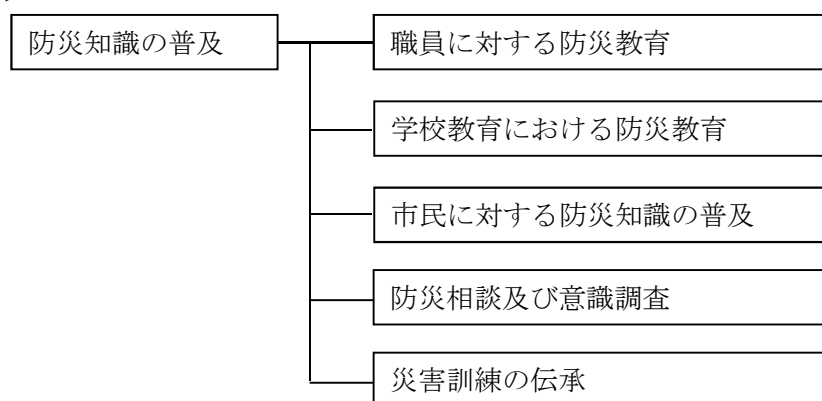 防災知識の普及
職員に対する防災教育
学校教育における防災教育
市民に対する防災知識の普及
防災相談及び意識調査
災害訓練の伝承